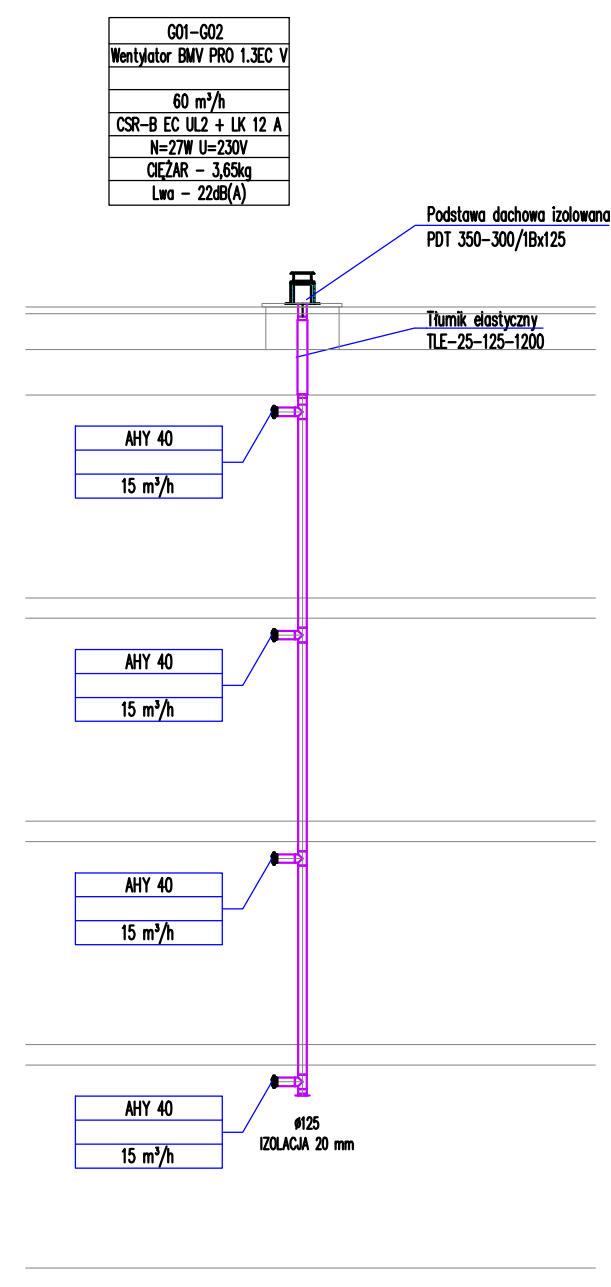 G01-G02
Wentylator BMV PRO 1.3EC V
60 m³/h
CSR-B EC UL2 + LK 12 A
N=27W U=230V
CIĘŻAR - 3,65kg
Lwa - 22dB(A)
Podstawa dachowa izolowana
PDT 350-300/1Bx125
Tłumik elastyczny
TLE-25-125-1200
AHY 40
15 m³/h
AHY 40
15 m³/h
AHY 40
15 m³/h
AHY 40
15 m³/h
ø125
IZOLACJA 20 mm